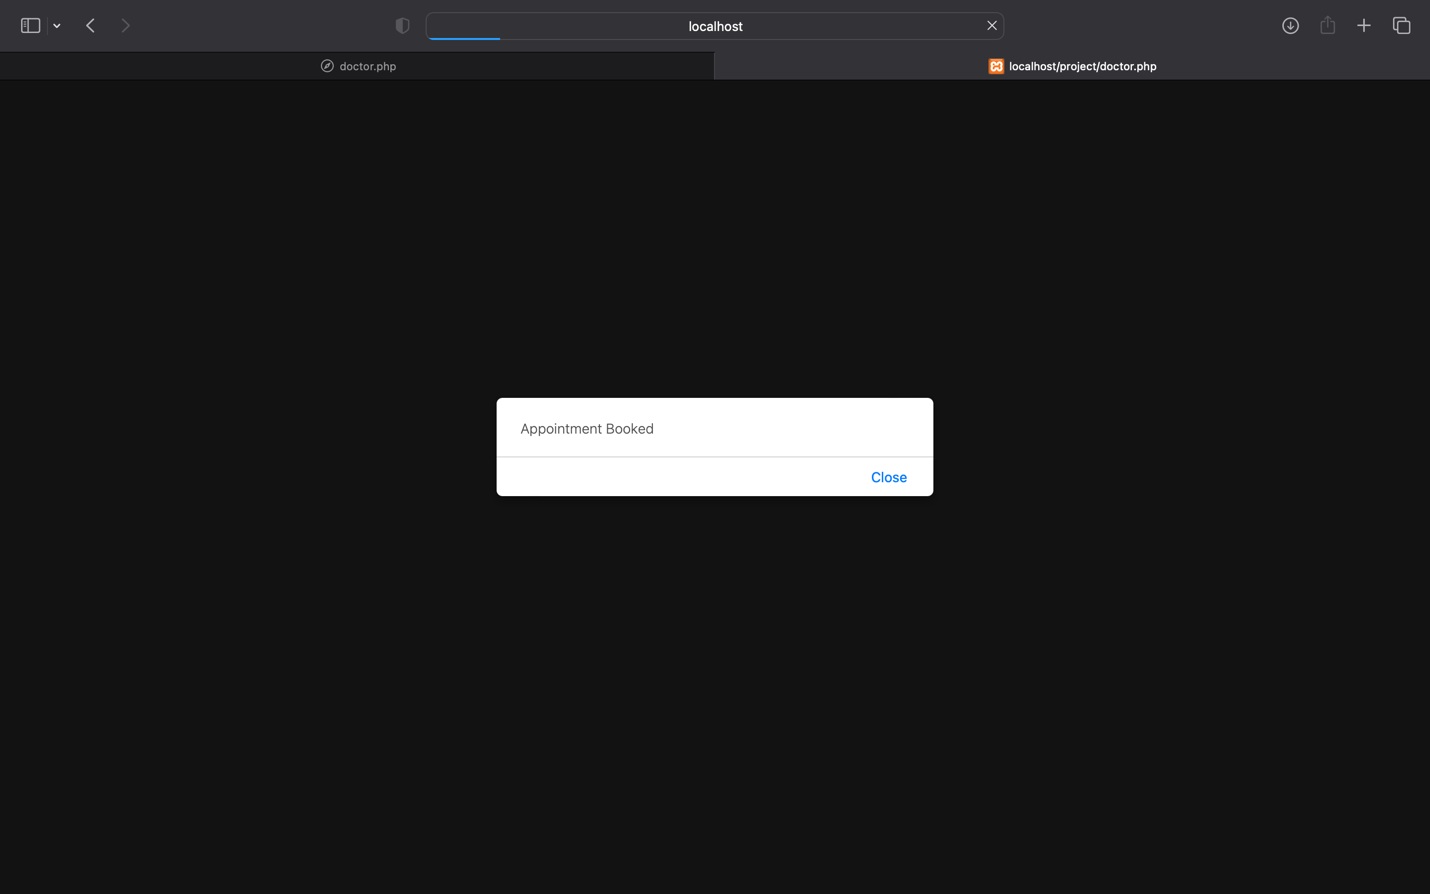 localhost
doctor.php
localhost/project/doctor.php
Appointment Booked
Close